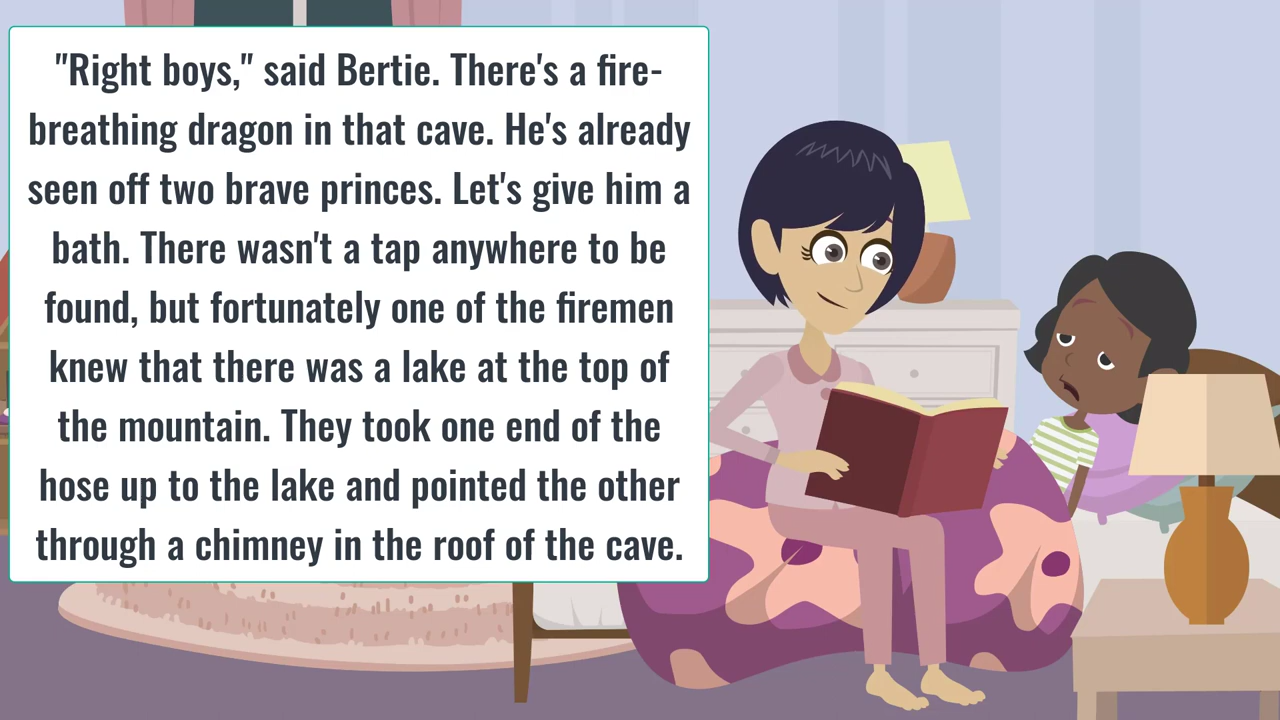 "Right boys," said Bertie. There's a fire-
breathing dragon in that cave. He's already
seen off two brave princes. Let's give him a
bath. There wasn't a tap anywhere to be
found, but fortunately one of the firemen
knew that there was a lake at the top of
the mountain. They took one end of the
hose up to the lake and pointed the other
through a chimney in the roof of the cave.